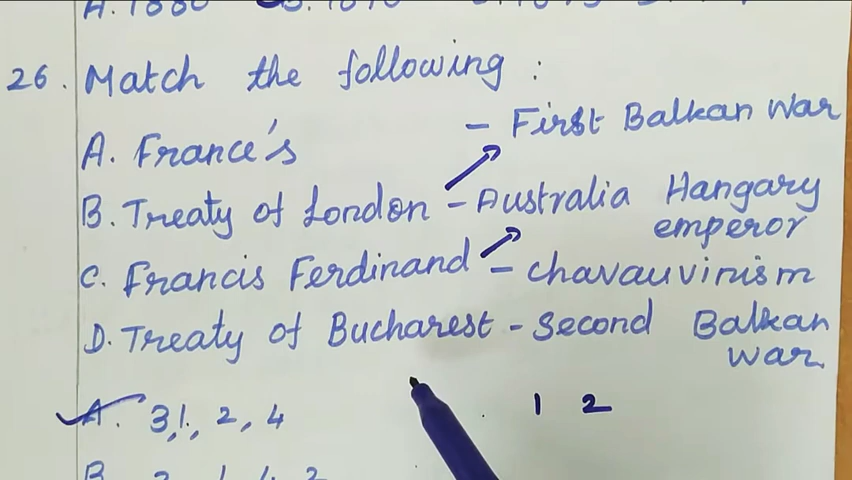 26. Match the following :
A. France's - First Balkan War
B. Treaty of London - Australia Hangary emperor
C. Francis Ferdinand - chavauvinism
D. Treaty of Bucharest - Second Balkan war.
A. 3,1, 2, 4
1 2